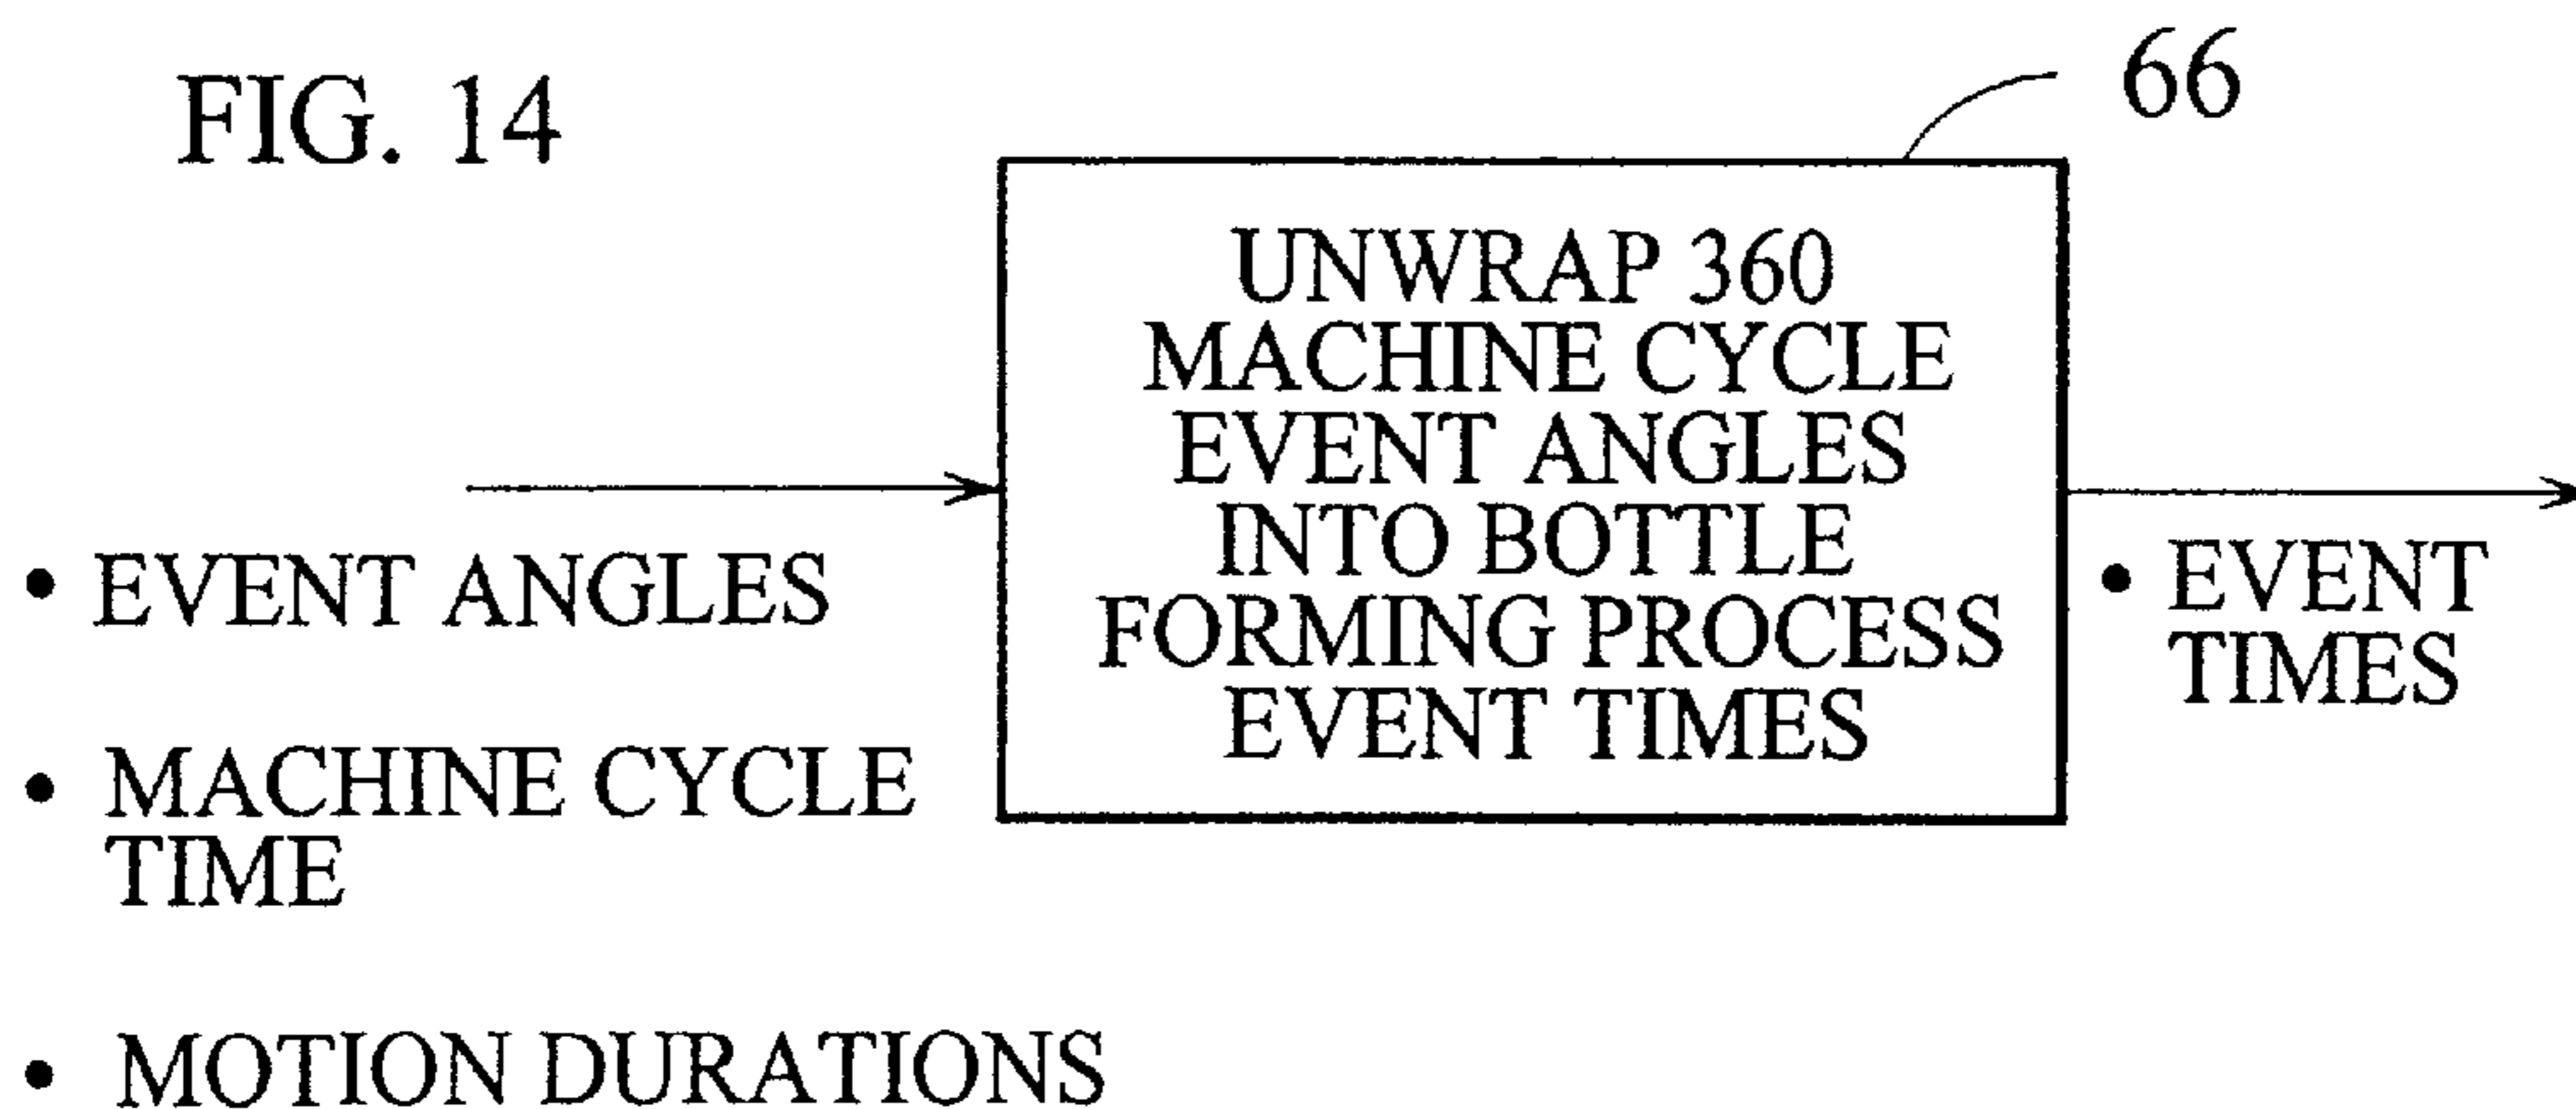 FIG. 14
66
UNWRAP 360
MACHINE CYCLE
EVENT ANGLES
INTO BOTTLE
FORMING PROCESS
EVENT TIMES
• EVENT ANGLES
• MACHINE CYCLE
TIME
• MOTION DURATIONS
• EVENT
TIMES